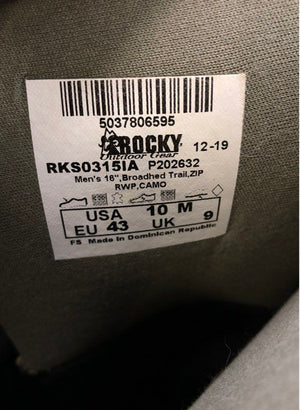 5037806595
ROCKY 12-19
Outdoor Gear
RKS0315IA P202632
Men's 16",Broadhed Trail,ZIP
RWP,CAMO
USA 10 M
EU 43 UK 9
FS Made In Dominican Republic